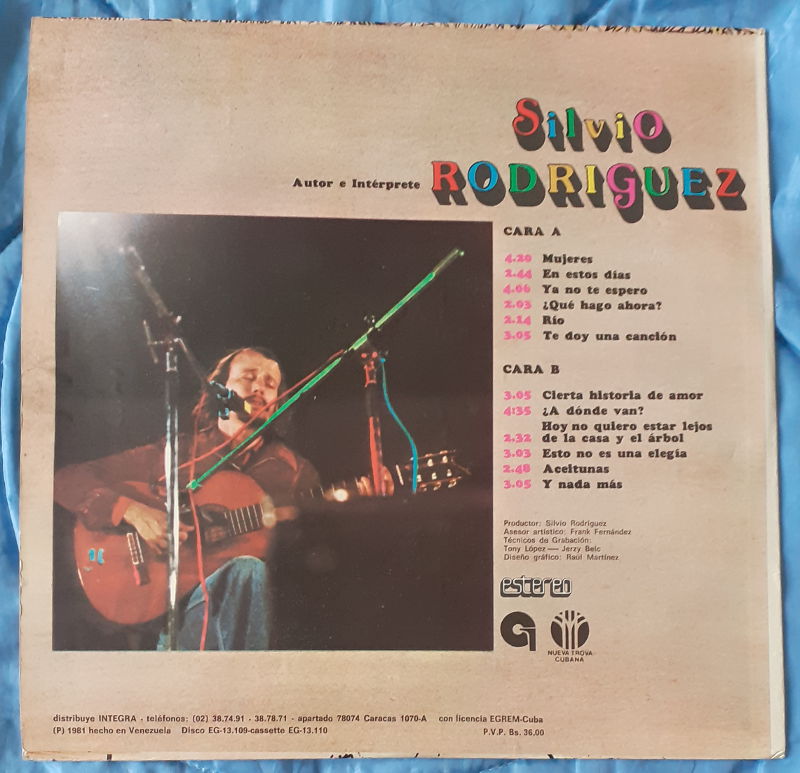 Silvio
Autor e Intérprete RODRIGUEZ
CARA A
4.20 Mujeres
2.44 En estos días
4.06 Ya no te espero
2.03 ¿Qué hago ahora?
2.14 Río
3.05 Te doy una canción
CARA B
3.05 Cierta historia de amor
4:35 ¿A dónde van?
Hoy no quiero estar lejos
2.32 de la casa y el árbol
3.03 Esto no es una elegía
2.48 Aceitunas
3.05 Y nada más
Productor: Silvio Rodríguez
Asesor artístico: Frank Fernández
Técnicos de Grabación:
Tony López — Jerzy Belc
Diseño gráfico: Raúl Martínez
estereo
NUEVA TROVA
CUBANA
distribuye INTEGRA - teléfonos: (02) 38.74.91 - 38.78.71 - apartado 78074 Caracas 1070-A con licencia EGREM-Cuba
(P) 1981 hecho en Venezuela Disco EG-13.109-cassette EG-13.110 P.V.P. Bs. 36,00